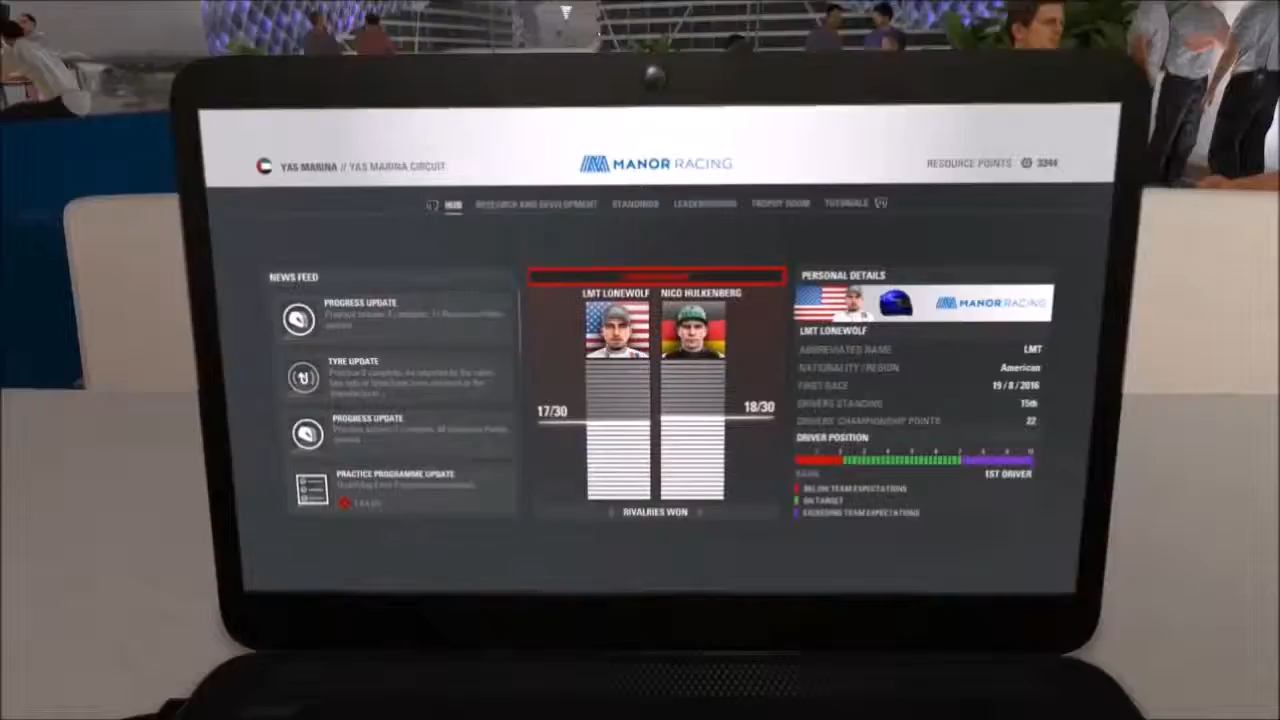 YAS MARINA // YAS MARINA CIRCUIT
MANOR RACING
RESOURCE POINTS 3244
HUB RESEARCH AND DEVELOPMENT STANDINGS LEADERBOARDS TROPHY ROOM TUTORIALS
NEWS FEED
PROGRESS UPDATE
TYRE UPDATE
PROGRESS UPDATE
PRACTICE PROGRAMME UPDATE
LMT LONEWOLF NICO HULKENBERG
17/30 18/30
RIVALRIES WON
PERSONAL DETAILS
MANOR RACING
LMT LONEWOLF
ABBREVIATED NAME LMT
NATIONALITY / REGION American
FIRST RACE 19 / 8 / 2016
DRIVERS STANDING 15th
DRIVERS' CHAMPIONSHIP POINTS 22
DRIVER POSITION
1ST DRIVER
BELOW TEAM EXPECTATIONS
ON TARGET
EXCEEDING TEAM EXPECTATIONS